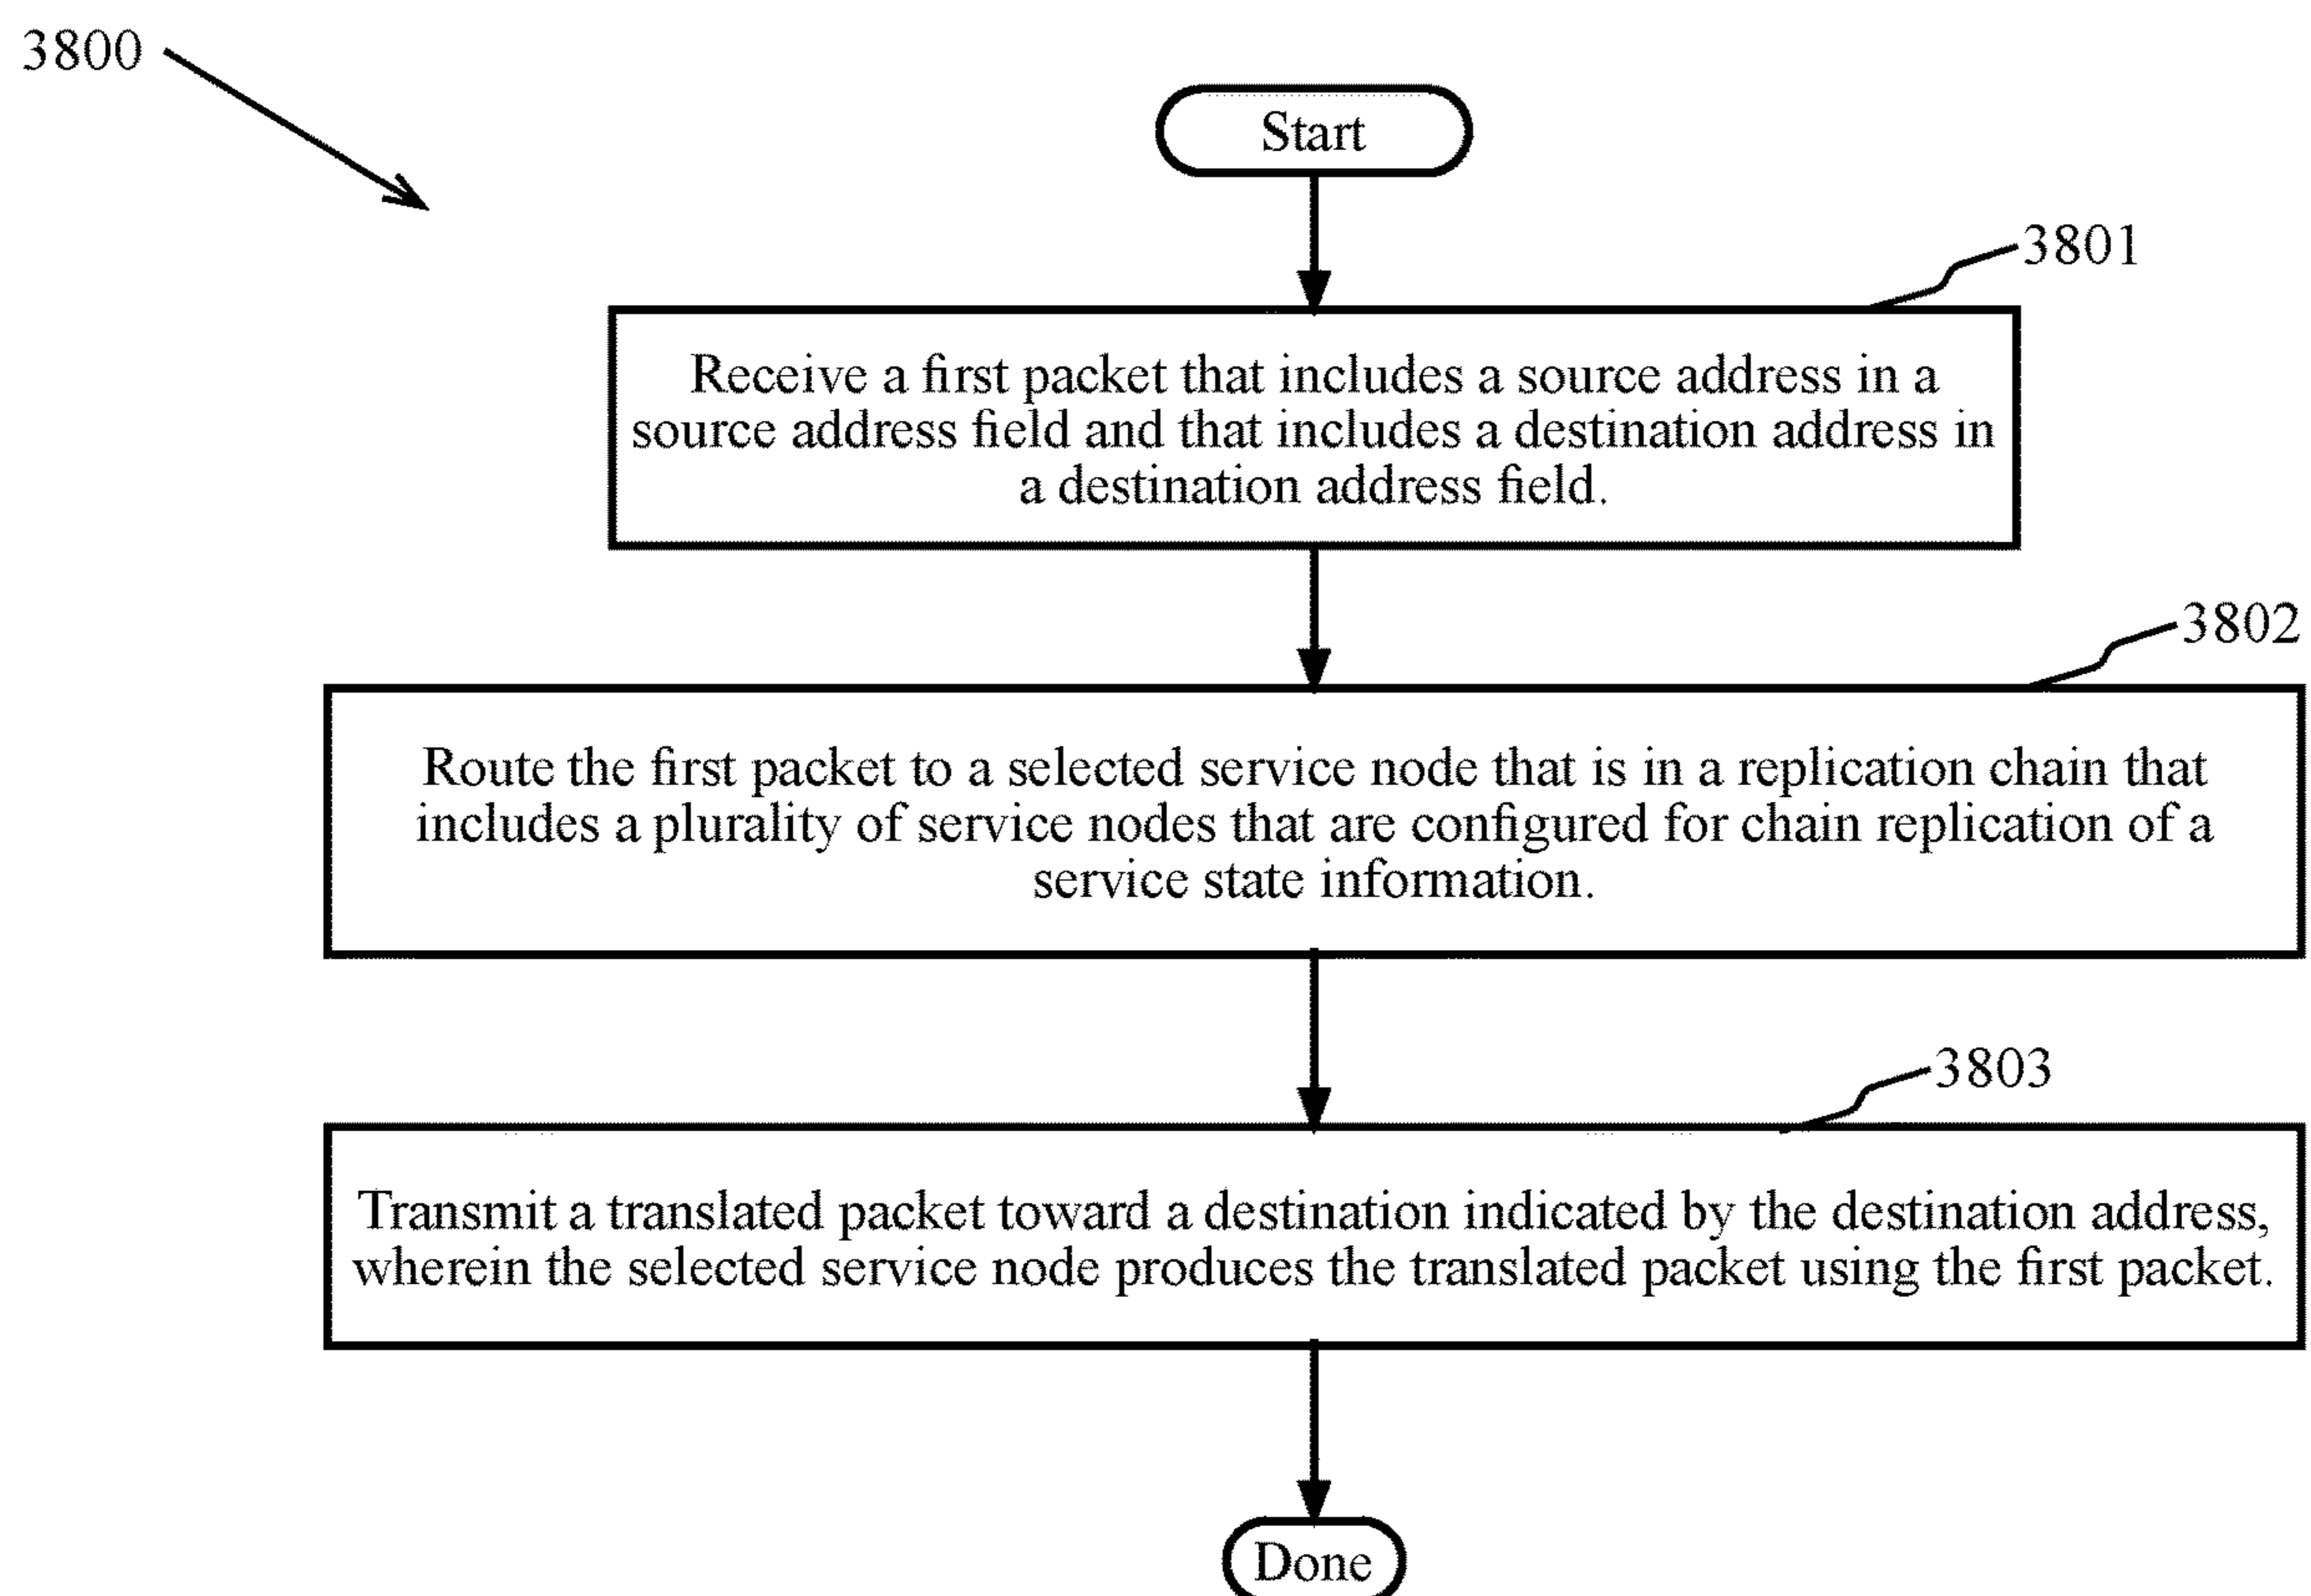 3800
Start
3801
Receive a first packet that includes a source address in a
source address field and that includes a destination address in
a destination address field.
3802
Route the first packet to a selected service node that is in a replication chain that
includes a plurality of service nodes that are configured for chain replication of a
service state information.
3803
Transmit a translated packet toward a destination indicated by the destination address,
wherein the selected service node produces the translated packet using the first packet.
Done